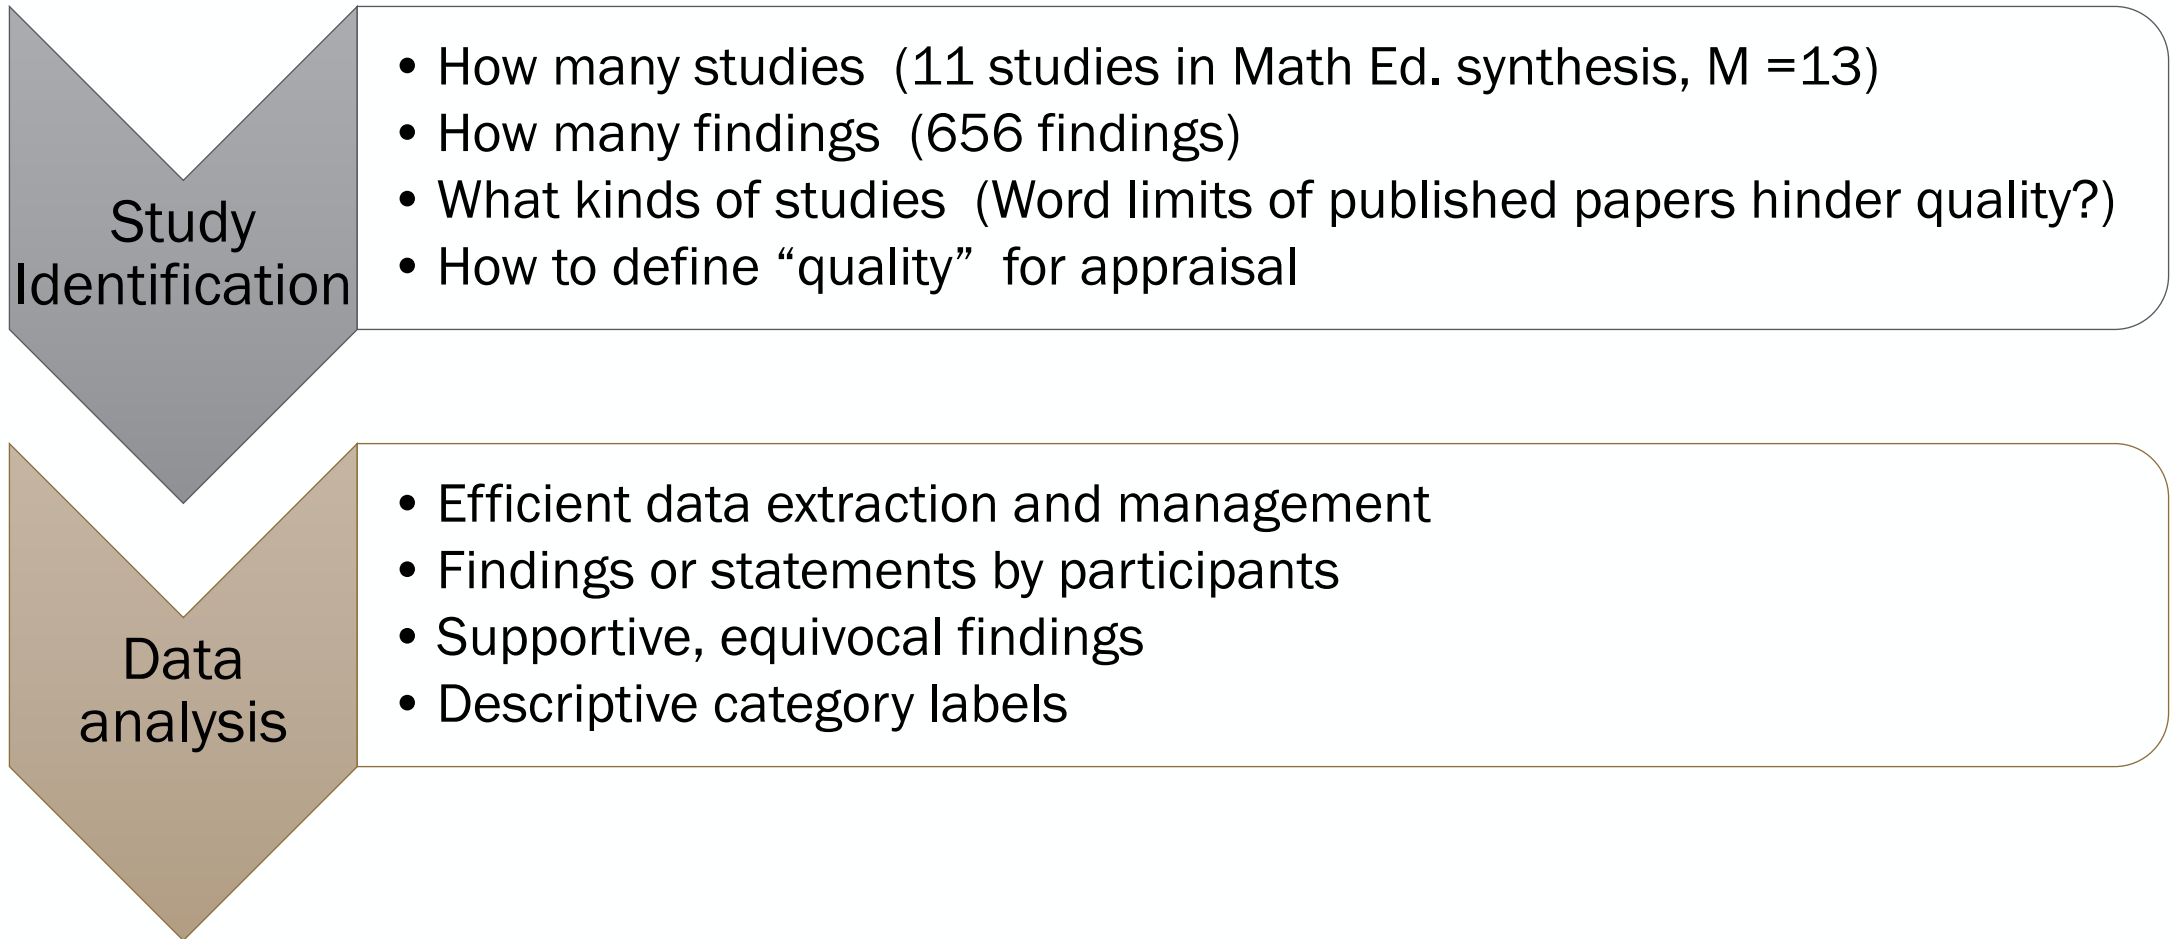 Study
Identification
• How many studies (11 studies in Math Ed. synthesis, M =13)
• How many findings (656 findings)
• What kinds of studies (Word limits of published papers hinder quality?)
• How to define “quality” for appraisal
Data
analysis
• Efficient data extraction and management
• Findings or statements by participants
• Supportive, equivocal findings
• Descriptive category labels